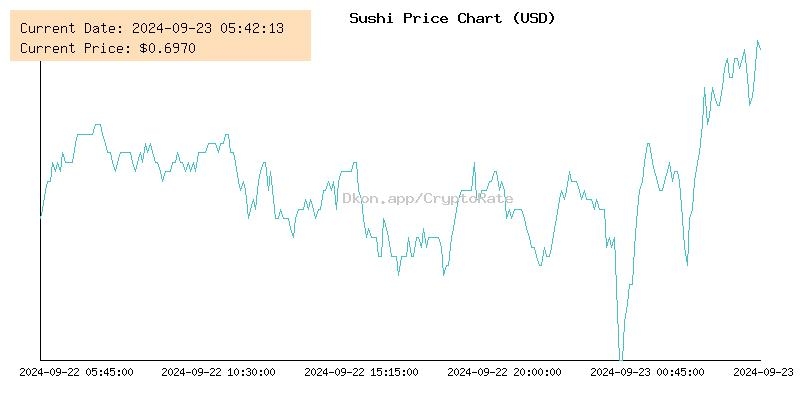 Sushi Price Chart (USD)
Current Date: 2024-09-23 05:42:13
Current Price: $0.6970
Dkon.app/CryptoRate
2024-09-22 05:45:00 2024-09-22 10:30:00 2024-09-22 15:15:00 2024-09-22 20:00:00 2024-09-23 00:45:00 2024-09-23